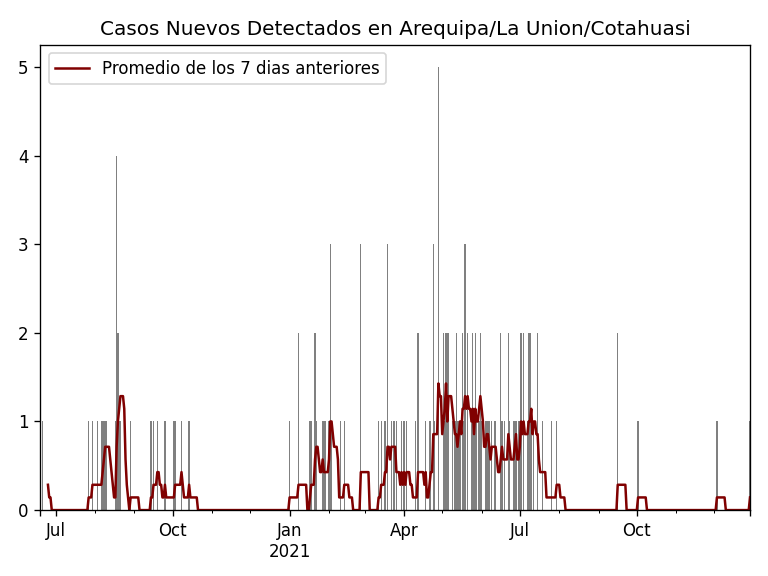 Casos Nuevos Detectados en Arequipa/La Union/Cotahuasi
Promedio de los 7 dias anteriores
5
4
3
2
1
0
Jul Oct Jan Apr Jul Oct
2021